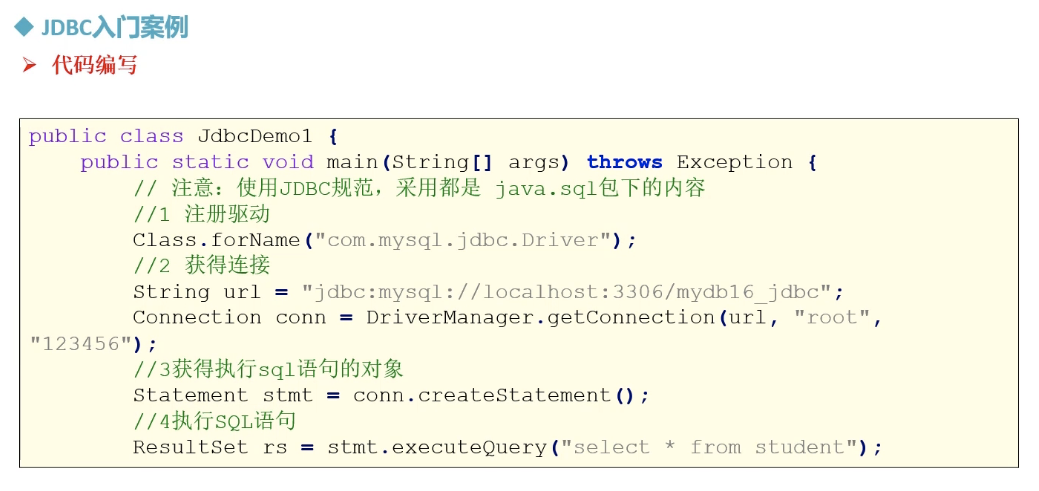 JDBC入门案例
代码编写
public class JdbcDemo1 {
    public static void main(String[] args) throws Exception {
        // 注意：使用JDBC规范，采用都是 java.sql包下的内容
        //1 注册驱动
        Class.forName("com.mysql.jdbc.Driver");
        //2 获得连接
        String url = "jdbc:mysql://localhost:3306/mydb16_jdbc";
        Connection conn = DriverManager.getConnection(url, "root",
"123456");
        //3获得执行sql语句的对象
        Statement stmt = conn.createStatement();
        //4执行SQL语句
        ResultSet rs = stmt.executeQuery("select * from student");